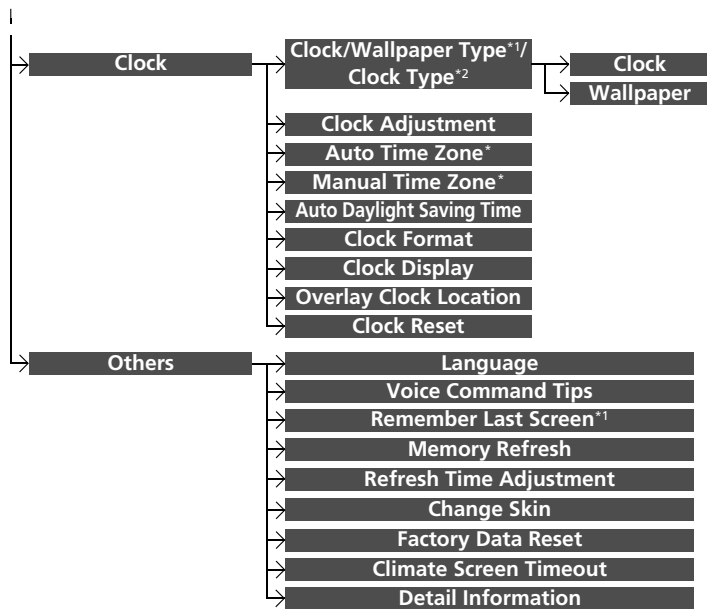 Clock
Clock/Wallpaper Type*1/
Clock Type*2
Clock
Wallpaper
Clock Adjustment
Auto Time Zone*
Manual Time Zone*
Auto Daylight Saving Time
Clock Format
Clock Display
Overlay Clock Location
Clock Reset
Others
Language
Voice Command Tips
Remember Last Screen*1
Memory Refresh
Refresh Time Adjustment
Change Skin
Factory Data Reset
Climate Screen Timeout
Detail Information